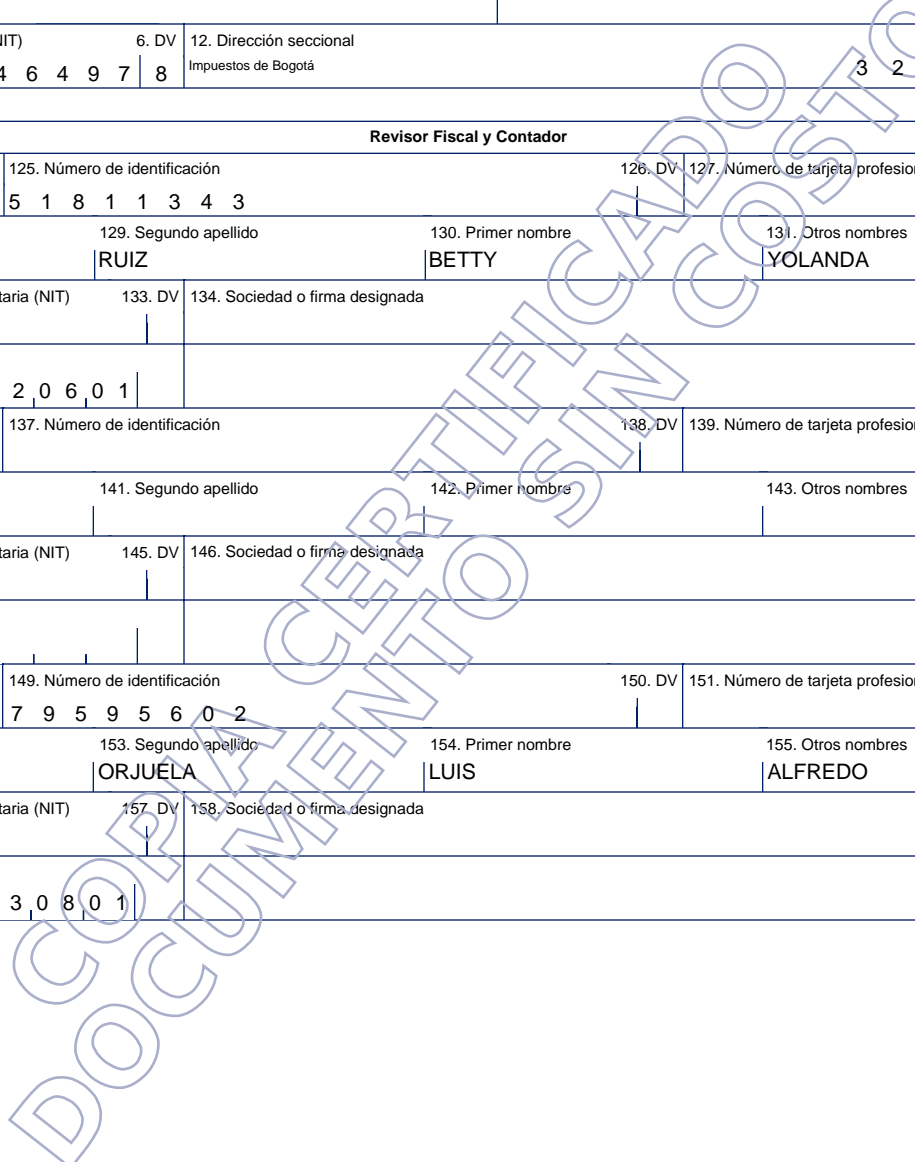 NIT) 6. DV 12. Dirección seccional
4 6 4 9 7 8 Impuestos de Bogotá 3 2
Revisor Fiscal y Contador
125. Número de identificación 126. DV 127. Número de tarjeta profesion
5 1 8 1 1 3 4 3
129. Segundo apellido 130. Primer nombre 131. Otros nombres
RUIZ BETTY YOLANDA
taria (NIT) 133. DV 134. Sociedad o firma designada
2 0 6 0 1
137. Número de identificación 138. DV 139. Número de tarjeta profesion
141. Segundo apellido 142. Primer nombre 143. Otros nombres
taria (NIT) 145. DV 146. Sociedad o firma designada
149. Número de identificación 150. DV 151. Número de tarjeta profesion
7 9 5 9 5 6 0 2
153. Segundo apellido 154. Primer nombre 155. Otros nombres
ORJUELA LUIS ALFREDO
taria (NIT) 157. DV 158. Sociedad o firma designada
3 0 8 0 1
COPIA CERTIFICADO
DOCUMENTO SIN COSTO